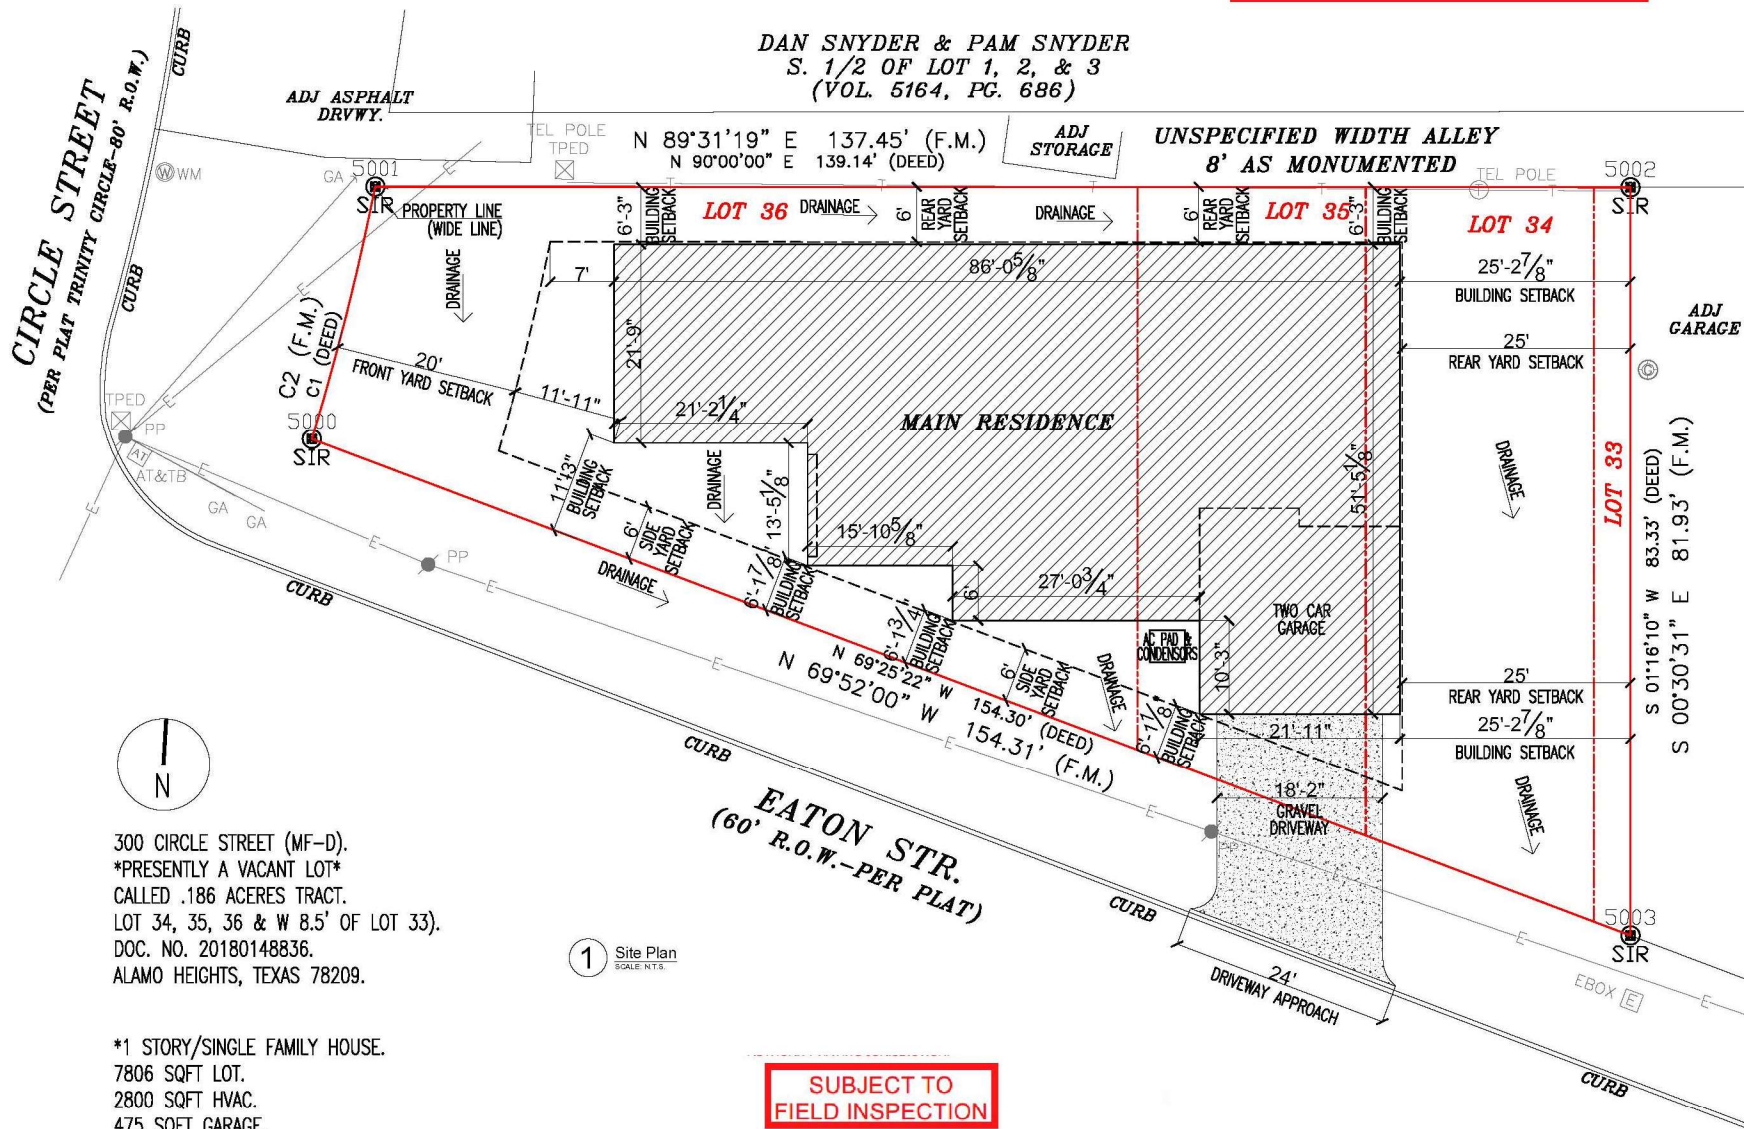 DAN SNYDER & PAM SNYDER
S. 1/2 OF LOT 1, 2, & 3
(VOL. 5164, PG. 686)
CURB
CIRCLE STREET
(PER PLAT TRINITY CIRCLE-80' R.O.W.)
ADJ ASPHALT
DRVWY.
TEL POLE
TPED
N 89°31'19" E 137.45' (F.M.)
N 90°00'00" E 139.14' (DEED)
ADJ
STORAGE
UNSPECIFIED WIDTH ALLEY
8' AS MONUMENTED
TEL POLE
T
W WM
GA
5001
SIR
5002
SIR
PROPERTY LINE
(WIDE LINE)
6'-3"
BUILDING
SETBACK
LOT 36
DRAINAGE
6'
REAR
YARD
SETBACK
DRAINAGE
6'
REAR
YARD
SETBACK
LOT 35
6'-3"
BUILDING
SETBACK
LOT 34
DRAINAGE
7'
86'-0 5/8"
25'-2 7/8"
BUILDING SETBACK
ADJ
GARAGE
CURB
C2 (F.M.)
C1 (DEED)
21'-9"
25'
REAR YARD SETBACK
G
20'
FRONT YARD SETBACK
11'-11"
21'-2 1/4"
MAIN RESIDENCE
TPED
PP
AT
AT&TB
GA
GA
5000
SIR
11'-3"
BUILDING
SETBACK
DRAINAGE
13'-5 1/8"
51'-5 1/8"
DRAINAGE
LOT 33
S 01°16'10" W 83.33' (DEED)
S 00°30'31" E 81.93' (F.M.)
6'
SIDE
YARD
SETBACK
15'-10 5/8"
PP
DRAINAGE
6'-1 7/8"
BUILDING
SETBACK
6'
27'-0 3/4"
TWO CAR
GARAGE
CURB
6'-1 3/4"
BUILDING
SETBACK
AC PAD &
CONDENSORS
6'
SIDE
YARD
SETBACK
DRAINAGE
10'-3"
25'
REAR YARD SETBACK
N 69°25'22" W 154.30' (DEED)
N 69°52'00" W 154.31' (F.M.)
6'-1 1/8"
BUILDING
SETBACK
21'-11"
25'-2 7/8"
BUILDING SETBACK
CURB
18'-2"
GRAVEL
DRIVEWAY
DRAINAGE
N
EATON STR.
(60' R.O.W.-PER PLAT)
PP
CURB
5003
SIR
300 CIRCLE STREET (MF-D).
*PRESENTLY A VACANT LOT*
CALLED .186 ACERES TRACT.
LOT 34, 35, 36 & W 8.5' OF LOT 33).
DOC. NO. 20180148836.
ALAMO HEIGHTS, TEXAS 78209.
1 Site Plan
SCALE: N.T.S.
24'
DRIVEWAY APPROACH
EBOX E
CURB
*1 STORY/SINGLE FAMILY HOUSE.
7806 SQFT LOT.
2800 SQFT HVAC.
475 SQFT GARAGE.
SUBJECT TO
FIELD INSPECTION